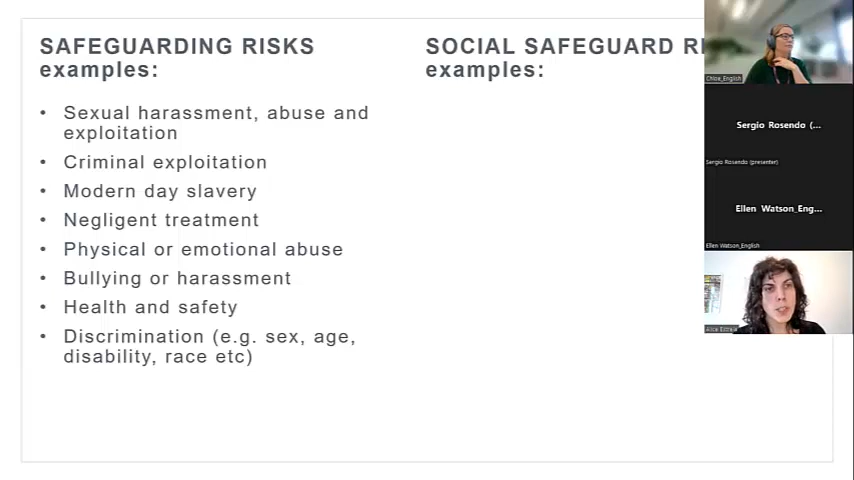 SAFEGUARDING RISKS
examples:
• Sexual harassment, abuse and
exploitation
• Criminal exploitation
• Modern day slavery
• Negligent treatment
• Physical or emotional abuse
• Bullying or harassment
• Health and safety
• Discrimination (e.g. sex, age,
disability, race etc)
SOCIAL SAFEGUARD RI
examples:
Chloe_English
Sergio Rosendo (...
Sergio Rosendo (presenter)
Ellen Watson_Eng...
Ellen Watson_English